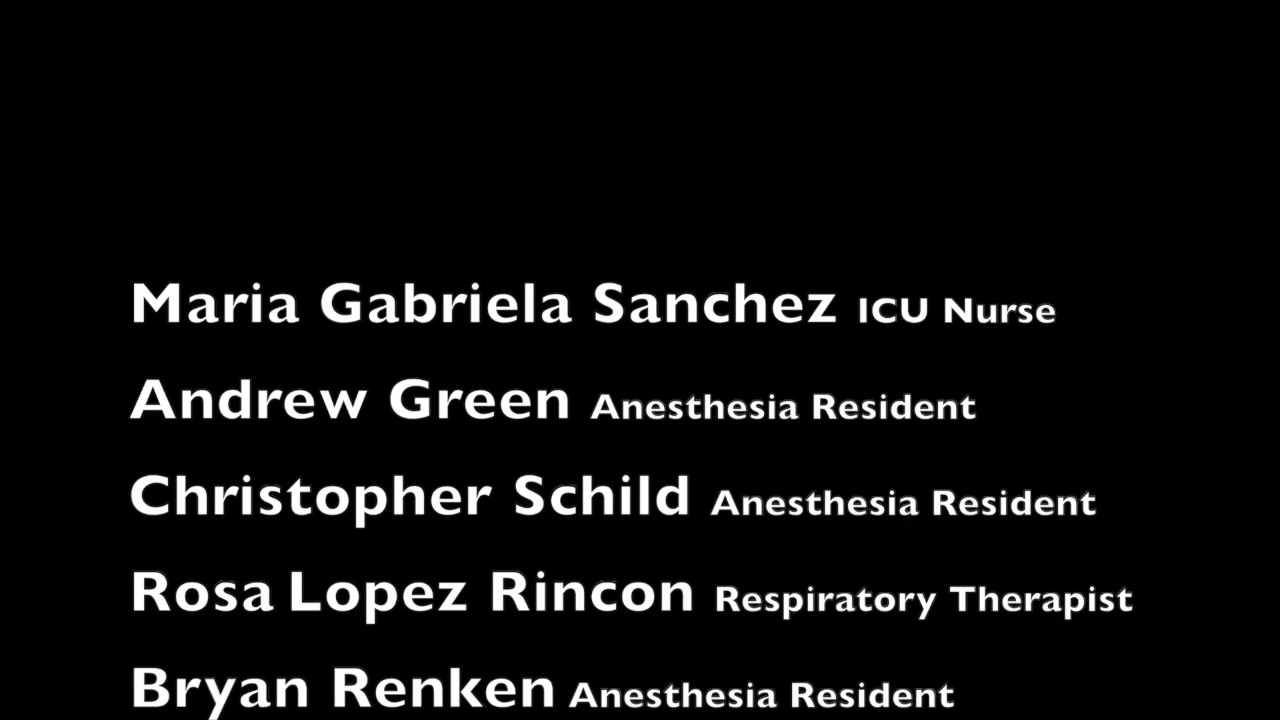 Maria Gabriela Sanchez ICU Nurse
Andrew Green Anesthesia Resident
Christopher Schild Anesthesia Resident
Rosa Lopez Rincon Respiratory Therapist
Bryan Renken Anesthesia Resident